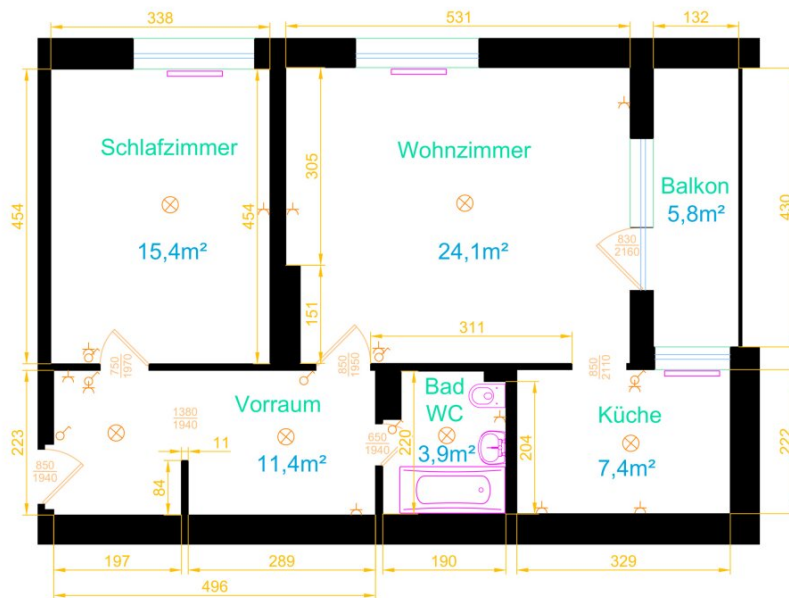 338
531
132
Schlafzimmer
15,4m²
454
454
305
151
Wohnzimmer
24,1m²
Balkon
5,8m²
430
830
2160
311
750
1970
850
1950
850
2110
223
1380
1940
Vorraum
11,4m²
11
84
850
1940
650
1940
Bad
WC
3,9m²
220
204
Küche
7,4m²
222
197
289
190
329
496